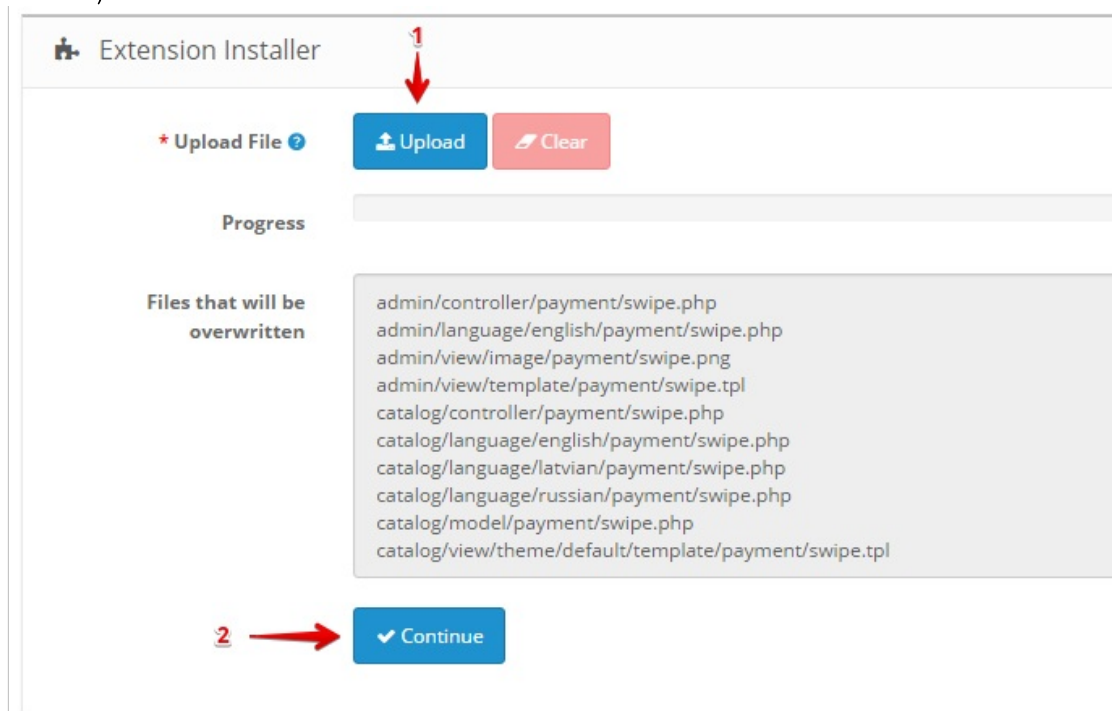 Extension Installer
1
* Upload File ?
Upload
Clear
Progress
Files that will be
overwritten
admin/controller/payment/swipe.php
admin/language/english/payment/swipe.php
admin/view/image/payment/swipe.png
admin/view/template/payment/swipe.tpl
catalog/controller/payment/swipe.php
catalog/language/english/payment/swipe.php
catalog/language/latvian/payment/swipe.php
catalog/language/russian/payment/swipe.php
catalog/model/payment/swipe.php
catalog/view/theme/default/template/payment/swipe.tpl
2
Continue